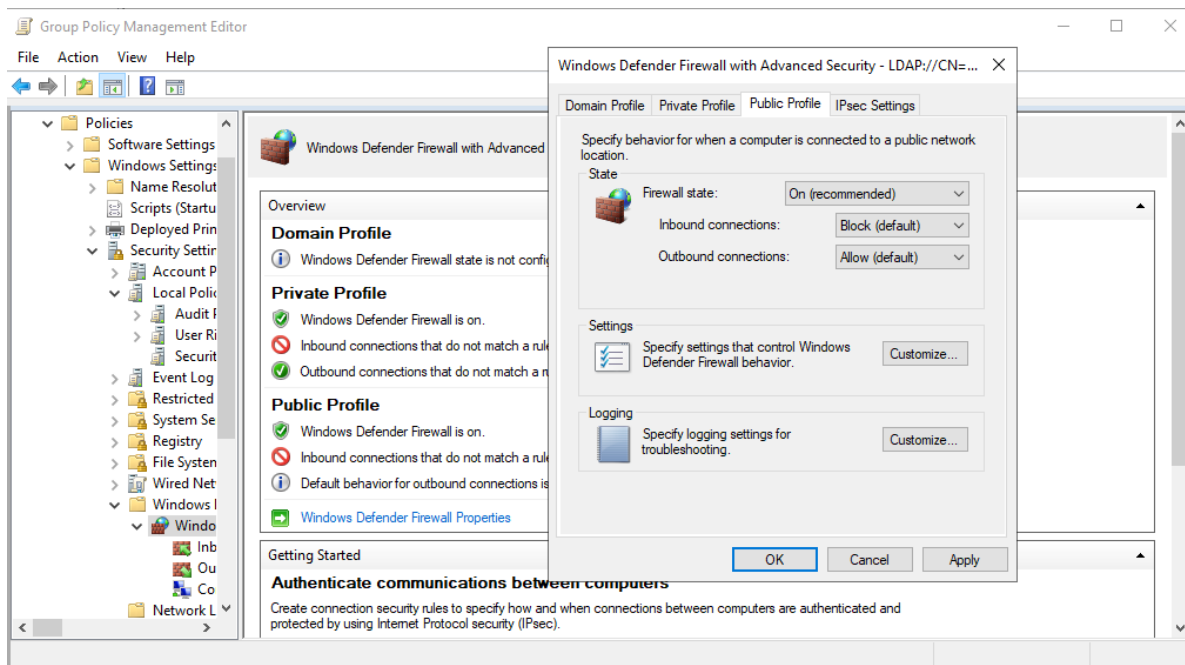 Group Policy Management Editor
File Action View Help
Policies
Software Settings
Windows Settings
Name Resolut
Scripts (Startu
Deployed Prin
Security Settin
Account P
Local Polic
Audit P
User Ri
Securit
Event Log
Restricted
System Se
Registry
File System
Wired Net
Windows
Windo
Inb
Ou
Co
Network L
Windows Defender Firewall with Advanced
Overview
Domain Profile
Windows Defender Firewall state is not config
Private Profile
Windows Defender Firewall is on.
Inbound connections that do not match a rule
Outbound connections that do not match a r
Public Profile
Windows Defender Firewall is on.
Inbound connections that do not match a rule
Default behavior for outbound connections is
Windows Defender Firewall Properties
Getting Started
Authenticate communications between computers
Create connection security rules to specify how and when connections between computers are authenticated and
protected by using Internet Protocol security (IPsec).
Windows Defender Firewall with Advanced Security - LDAP://CN=...
Domain Profile Private Profile Public Profile IPsec Settings
Specify behavior for when a computer is connected to a public network
location.
State
Firewall state: On (recommended)
Inbound connections: Block (default)
Outbound connections: Allow (default)
Settings
Specify settings that control Windows
Defender Firewall behavior.
Customize...
Logging
Specify logging settings for
troubleshooting.
Customize...
OK Cancel Apply